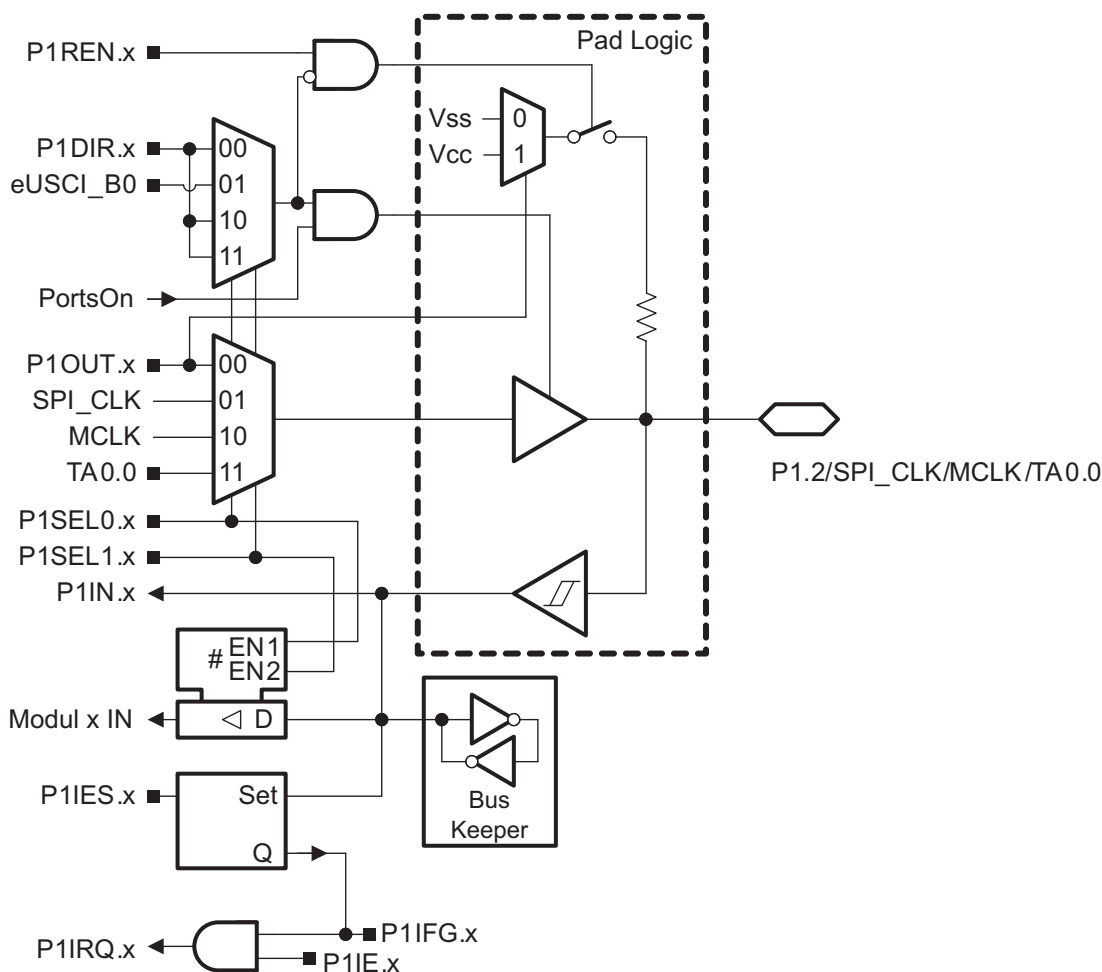 P1REN.x
Pad Logic
Vss 0
Vcc 1
P1DIR.x 00
eUSCI_B0 01
10
11
PortsOn
P1OUT.x 00
SPI_CLK 01
MCLK 10
TA0.0 11
P1.2/SPI_CLK/MCLK/TA0.0
P1SEL0.x
P1SEL1.x
P1IN.x
# EN1
EN2
Modul x IN D
P1IES.x Set
Q
Bus
Keeper
P1IRQ.x
P1IFG.x
P1IE.x